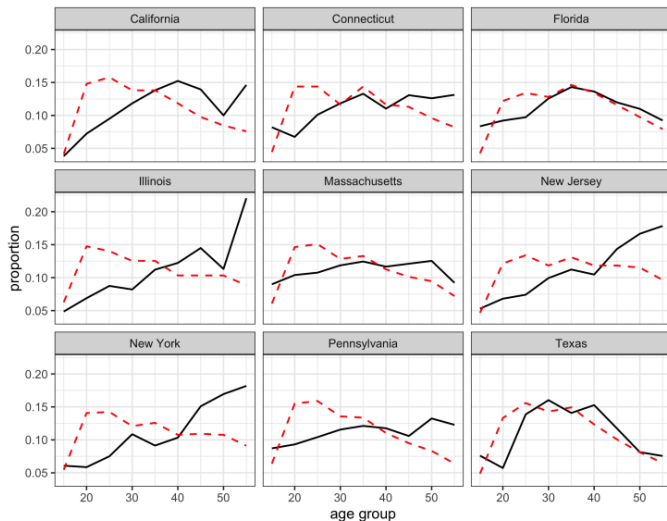 California Connecticut Florida
0.20
0.15
0.10
0.05
Illinois Massachusetts New Jersey
proportion
0.20
0.15
0.10
0.05
New York Pennsylvania Texas
0.20
0.15
0.10
0.05
20 30 40 50 20 30 40 50 20 30 40 50
age group